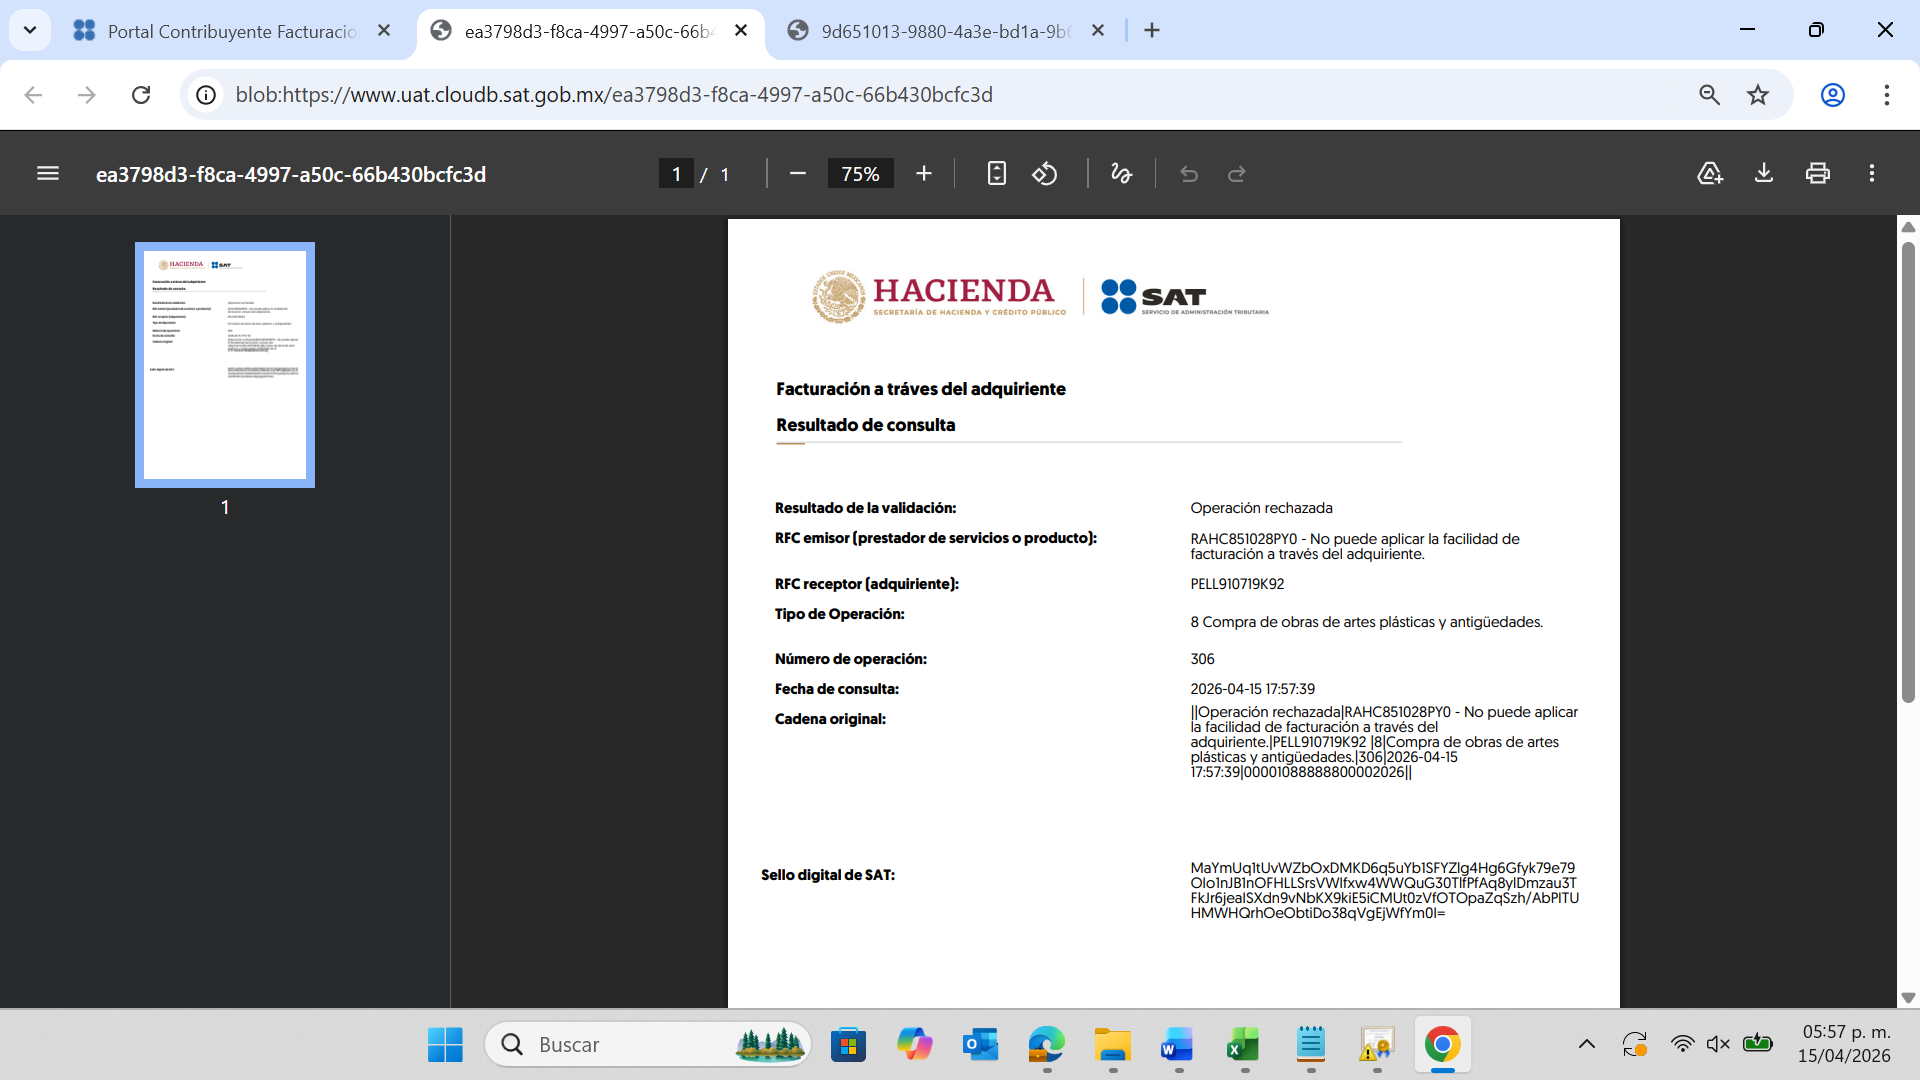 Portal Contribuyente Facturacio
ea3798d3-f8ca-4997-a50c-66b4
9d651013-9880-4a3e-bd1a-9b6
blob:https://www.uat.cloudb.sat.gob.mx/ea3798d3-f8ca-4997-a50c-66b430bcfc3d
ea3798d3-f8ca-4997-a50c-66b430bcfc3d
1 / 1
75%
1
HACIENDA
SECRETARÍA DE HACIENDA Y CRÉDITO PÚBLICO
SAT
SERVICIO DE ADMINISTRACIÓN TRIBUTARIA
Facturación a tráves del adquiriente
Resultado de consulta
Resultado de la validación: Operación rechazada
RFC emisor (prestador de servicios o producto): RAHC851028PY0 - No puede aplicar la facilidad de
facturación a través del adquiriente.
RFC receptor (adquiriente): PELL910719K92
Tipo de Operación:
8 Compra de obras de artes plásticas y antigüedades.
Número de operación: 306
Fecha de consulta: 2026-04-15 17:57:39
Cadena original: ||Operación rechazada|RAHC851028PY0 - No puede aplicar
la facilidad de facturación a través del
adquiriente.|PELL910719K92 |8|Compra de obras de artes
plásticas y antigüedades.|306|2026-04-15
17:57:39|00001088888800002026||
Sello digital de SAT: MaYmUq1tUvWZbOxDMKD6q5uYb1SFYZlg4Hg6Gfyk79e79
OIo1nJB1nOFHLLSrsVWlfxw4WWQuG30TlfPfAq8ylDmzau3T
FkJr6jeaISXdn9vNbKX9kiE5iCMUt0zVfOTOpaZqSzh/AbPITU
HMWHQrhOeObtiDo38qVgEjWfYm0I=
Buscar
05:57 p. m.
15/04/2026